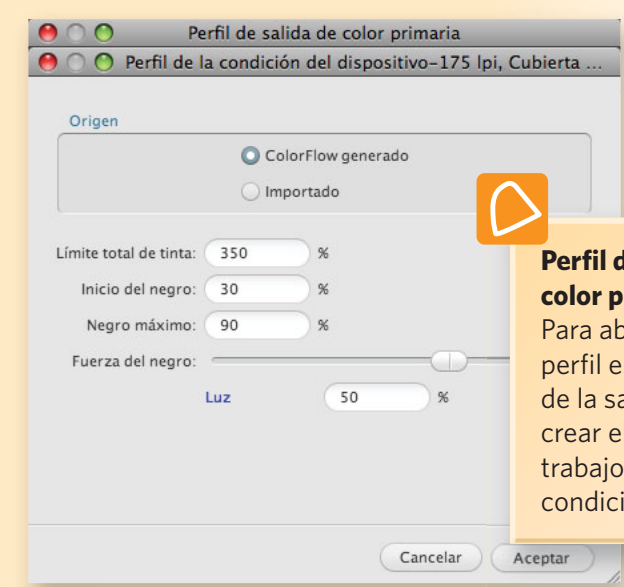 Perfil de salida de color primaria
Perfil de la condición del dispositivo–175 lpi, Cubierta ...
Origen
ColorFlow generado
Importado
Límite total de tinta: 350 %
Inicio del negro: 30 %
Negro máximo: 90 %
Fuerza del negro:
Luz 50 %
Cancelar Aceptar
Perfil d
color p
Para ab
perfil e
de la sa
crear e
trabajo
condici